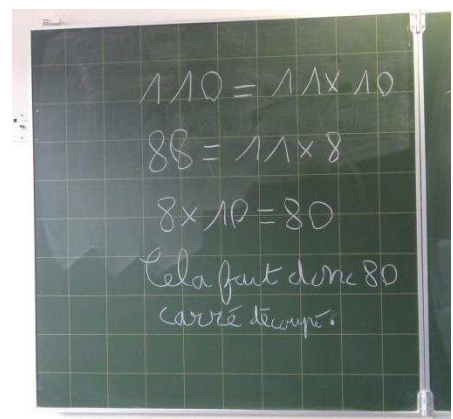 110 = 11 x 10
88 = 11 x 8
8 x 10 = 80
Cela fait donc 80
carré découpé.